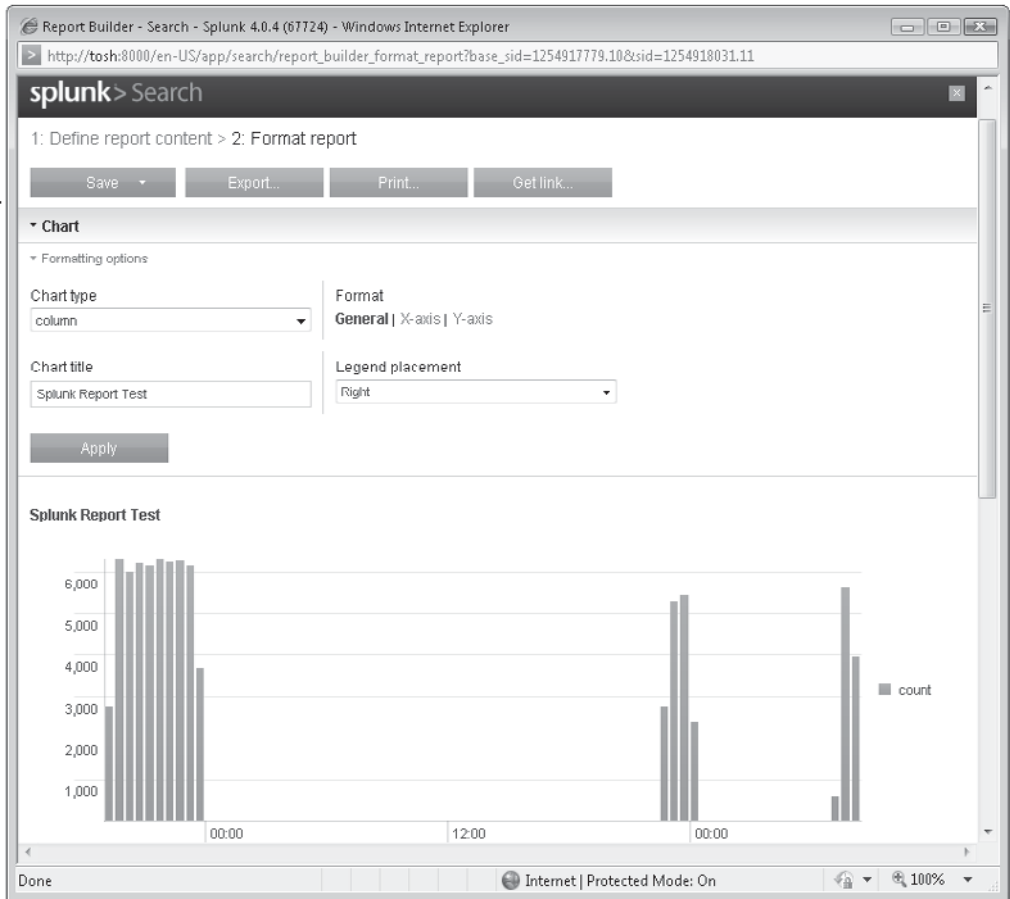 Report Builder - Search - Splunk 4.0.4 (67724) - Windows Internet Explorer
http://tosh:8000/en-US/app/search/report_builder_format_report?base_sid=1254917779.10&sid=1254918031.11
splunk> Search
1: Define report content > 2: Format report
Save Export... Print... Get link...
Chart
Formatting options
Chart type Format
column General | X-axis | Y-axis
Chart title Legend placement
Splunk Report Test Right
Apply
Splunk Report Test
6,000
5,000
4,000
3,000
2,000
1,000
count
00:00 12:00 00:00
Done Internet | Protected Mode: On 100%